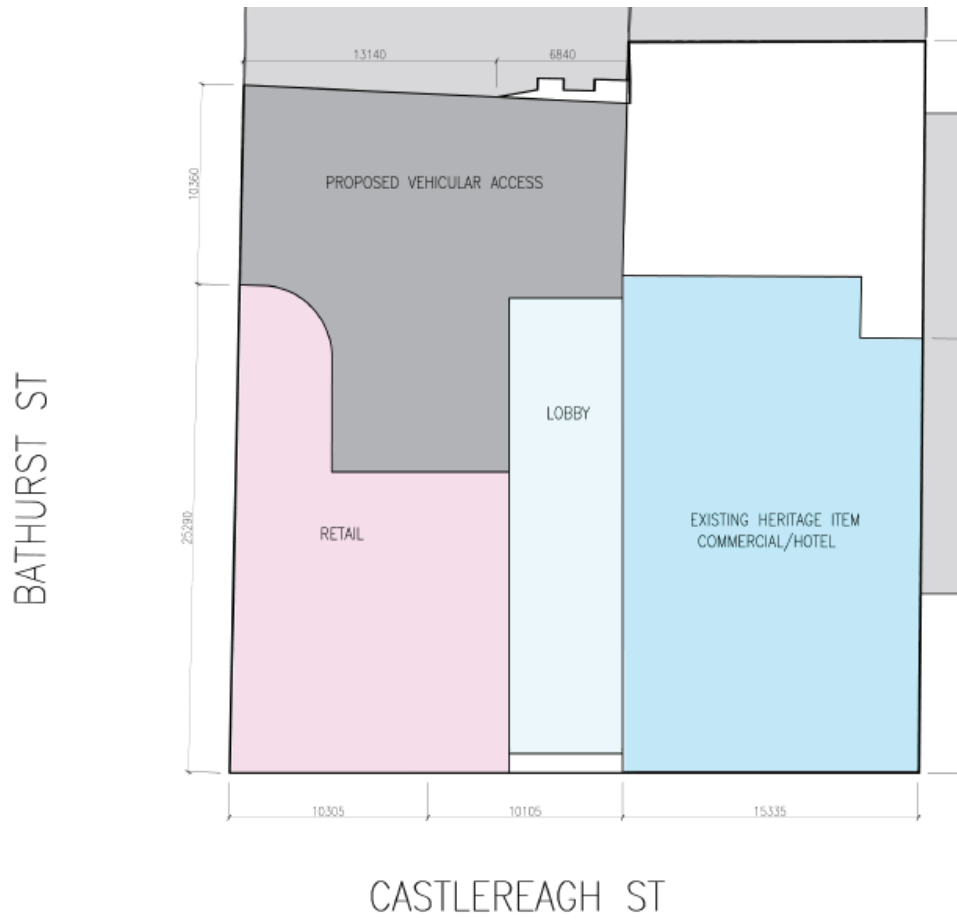 13140
6840
PROPOSED VEHICULAR ACCESS
10360
LOBBY
BATHURST ST
25290
RETAIL
EXISTING HERITAGE ITEM
COMMERCIAL/HOTEL
10305
10105
15335
CASTLEREAGH ST